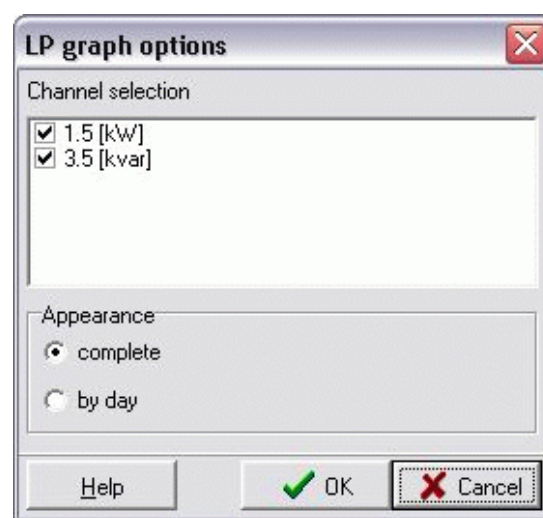 LP graph options
Channel selection
1.5 [kW]
3.5 [kvar]
Appearance
complete
by day
Help OK Cancel